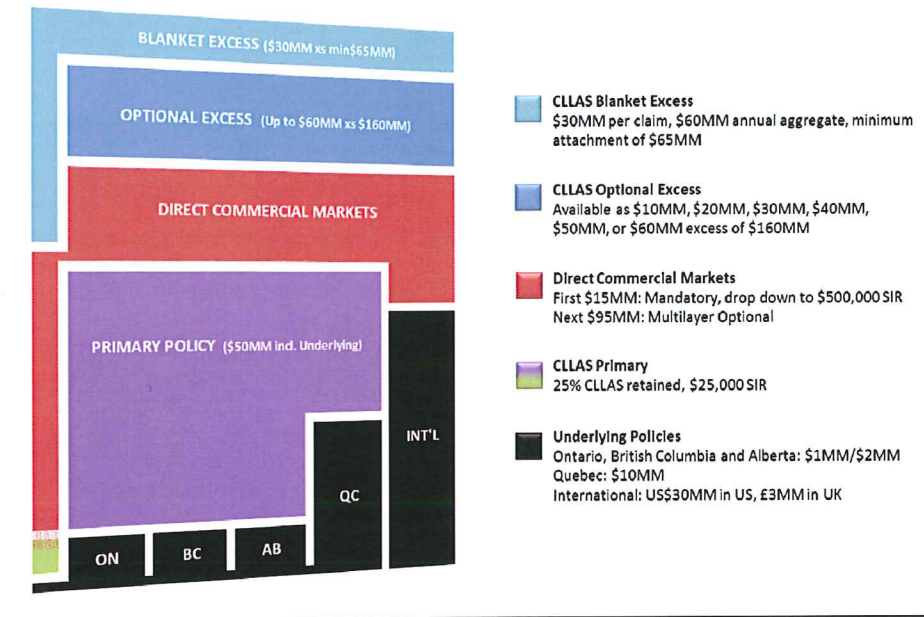 BLANKET EXCESS ($30MM xs min$65MM)
OPTIONAL EXCESS (Up to $60MM xs $160MM)
DIRECT COMMERCIAL MARKETS
PRIMARY POLICY ($50MM incl. Underlying)
INT'L
QC
ON
BC
AB
CLLAS Blanket Excess
$30MM per claim, $60MM annual aggregate, minimum
attachment of $65MM
CLLAS Optional Excess
Available as $10MM, $20MM, $30MM, $40MM,
$50MM, or $60MM excess of $160MM
Direct Commercial Markets
First $15MM: Mandatory, drop down to $500,000 SIR
Next $95MM: Multilayer Optional
CLLAS Primary
25% CLLAS retained, $25,000 SIR
Underlying Policies
Ontario, British Columbia and Alberta: $1MM/$2MM
Quebec: $10MM
International: US$30MM in US, £3MM in UK